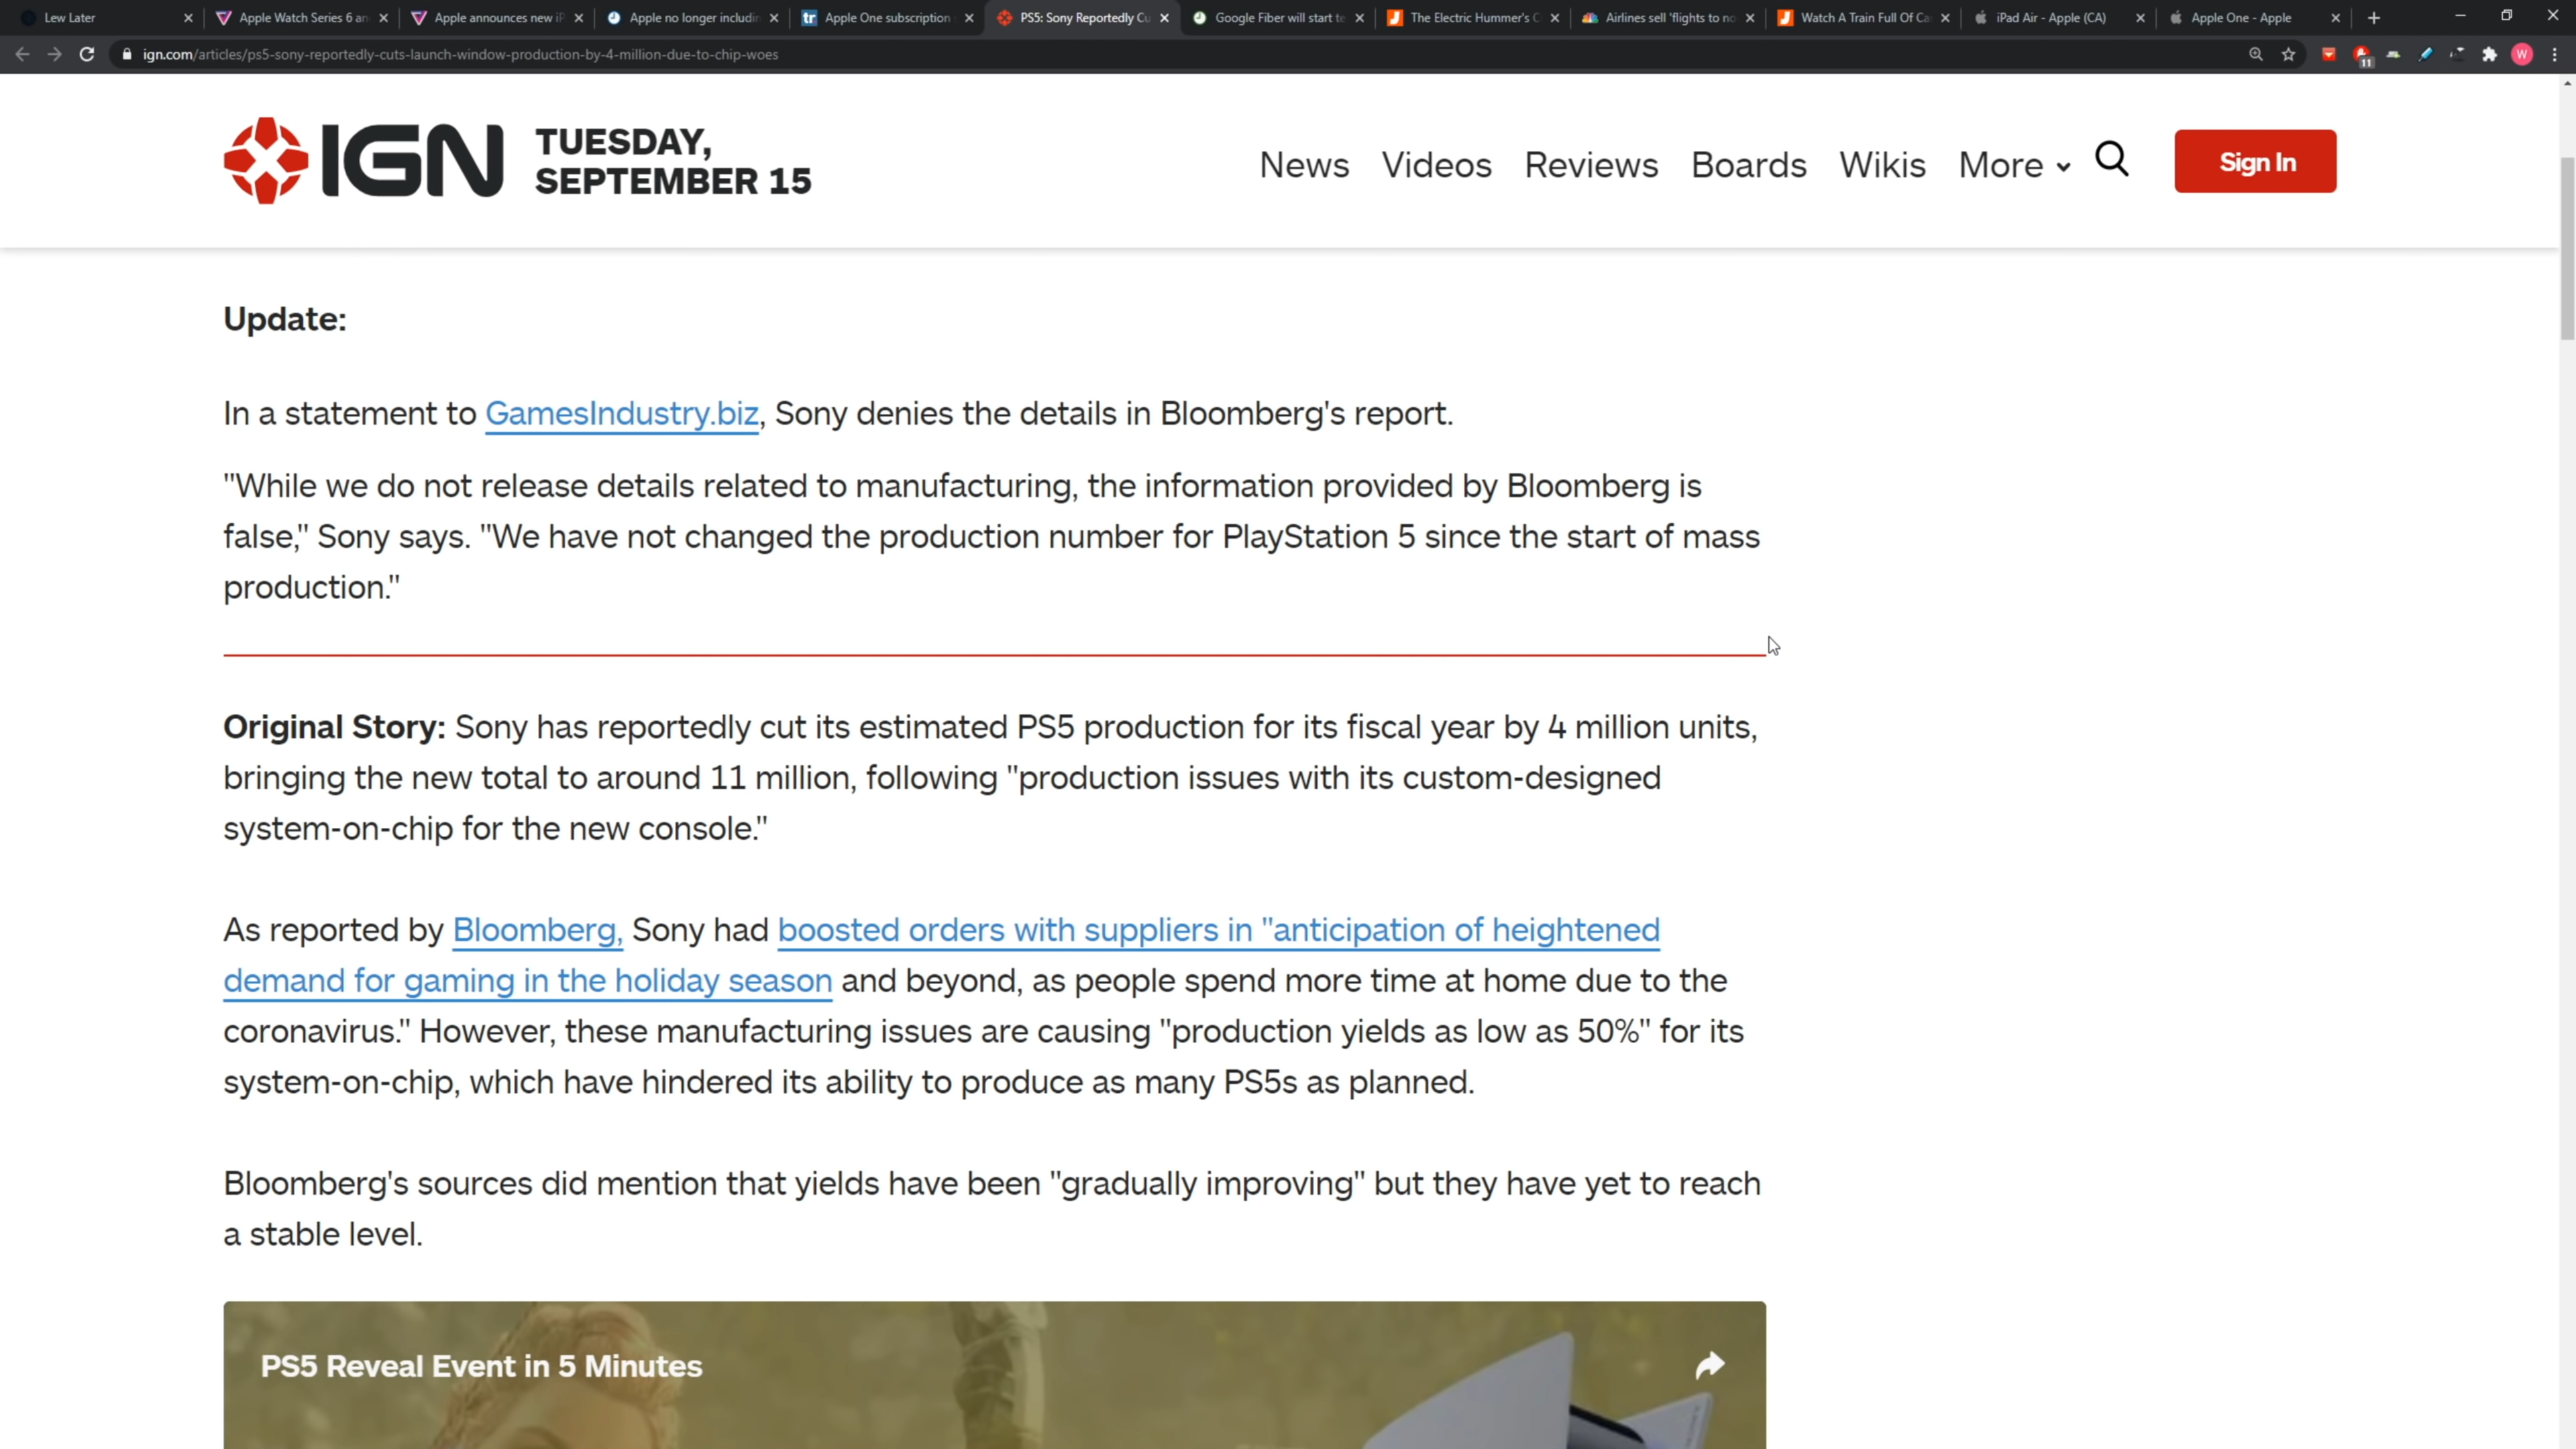 Lew Later
Apple Watch Series 6 an
Apple announces new iP
Apple no longer includin
tr Apple One subscription
PS5: Sony Reportedly Cu
Google Fiber will start te
The Electric Hummer's C
Airlines sell 'flights to no
Watch A Train Full Of Ca
iPad Air - Apple (CA)
Apple One - Apple
ign.com/articles/ps5-sony-reportedly-cuts-launch-window-production-by-4-million-due-to-chip-woes
11
W
IGN
TUESDAY,
SEPTEMBER 15
News Videos Reviews Boards Wikis More
Sign In
Update:
In a statement to GamesIndustry.biz, Sony denies the details in Bloomberg's report.
"While we do not release details related to manufacturing, the information provided by Bloomberg is
false," Sony says. "We have not changed the production number for PlayStation 5 since the start of mass
production."
Original Story: Sony has reportedly cut its estimated PS5 production for its fiscal year by 4 million units,
bringing the new total to around 11 million, following "production issues with its custom-designed
system-on-chip for the new console."
As reported by Bloomberg, Sony had boosted orders with suppliers in "anticipation of heightened
demand for gaming in the holiday season and beyond, as people spend more time at home due to the
coronavirus." However, these manufacturing issues are causing "production yields as low as 50%" for its
system-on-chip, which have hindered its ability to produce as many PS5s as planned.
Bloomberg's sources did mention that yields have been "gradually improving" but they have yet to reach
a stable level.
PS5 Reveal Event in 5 Minutes